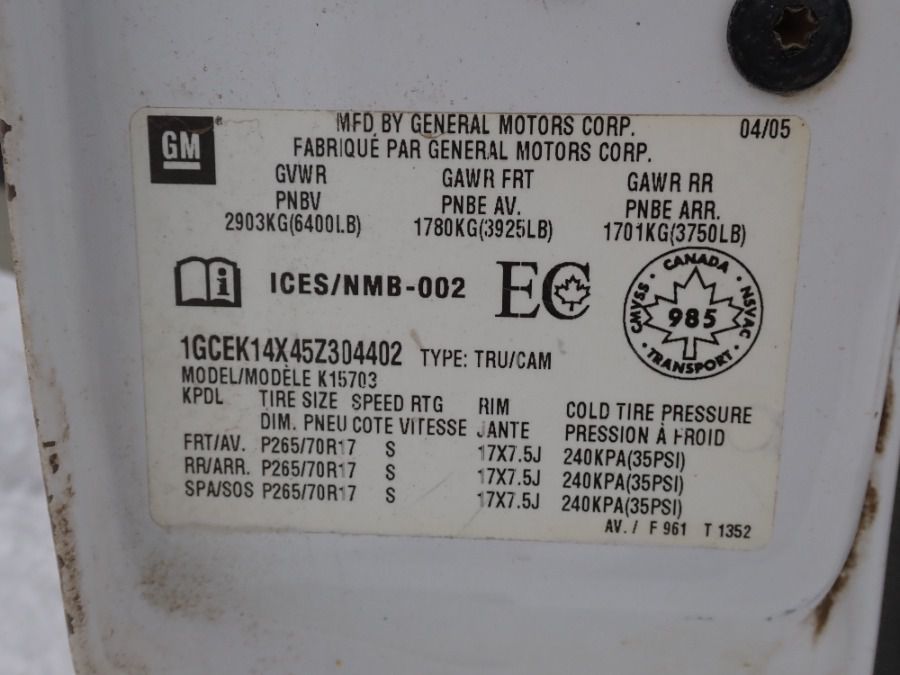 GM
MFD BY GENERAL MOTORS CORP. 04/05
FABRIQUÉ PAR GENERAL MOTORS CORP.
GVWR GAWR FRT GAWR RR
PNBV PNBE AV. PNBE ARR.
2903KG(6400LB) 1780KG(3925LB) 1701KG(3750LB)
i ICES/NMB-002 EC
CANADA
CMVSS 985 NSVAC
TRANSPORT
1GCEK14X45Z304402 TYPE: TRU/CAM
MODEL/MODÈLE K15703
KPDL TIRE SIZE SPEED RTG RIM COLD TIRE PRESSURE
DIM. PNEU COTE VITESSE JANTE PRESSION À FROID
FRT/AV. P265/70R17 S 17X7.5J 240KPA(35PSI)
RR/ARR. P265/70R17 S 17X7.5J 240KPA(35PSI)
SPA/SOS P265/70R17 S 17X7.5J 240KPA(35PSI)
AV. / F 961 T 1352